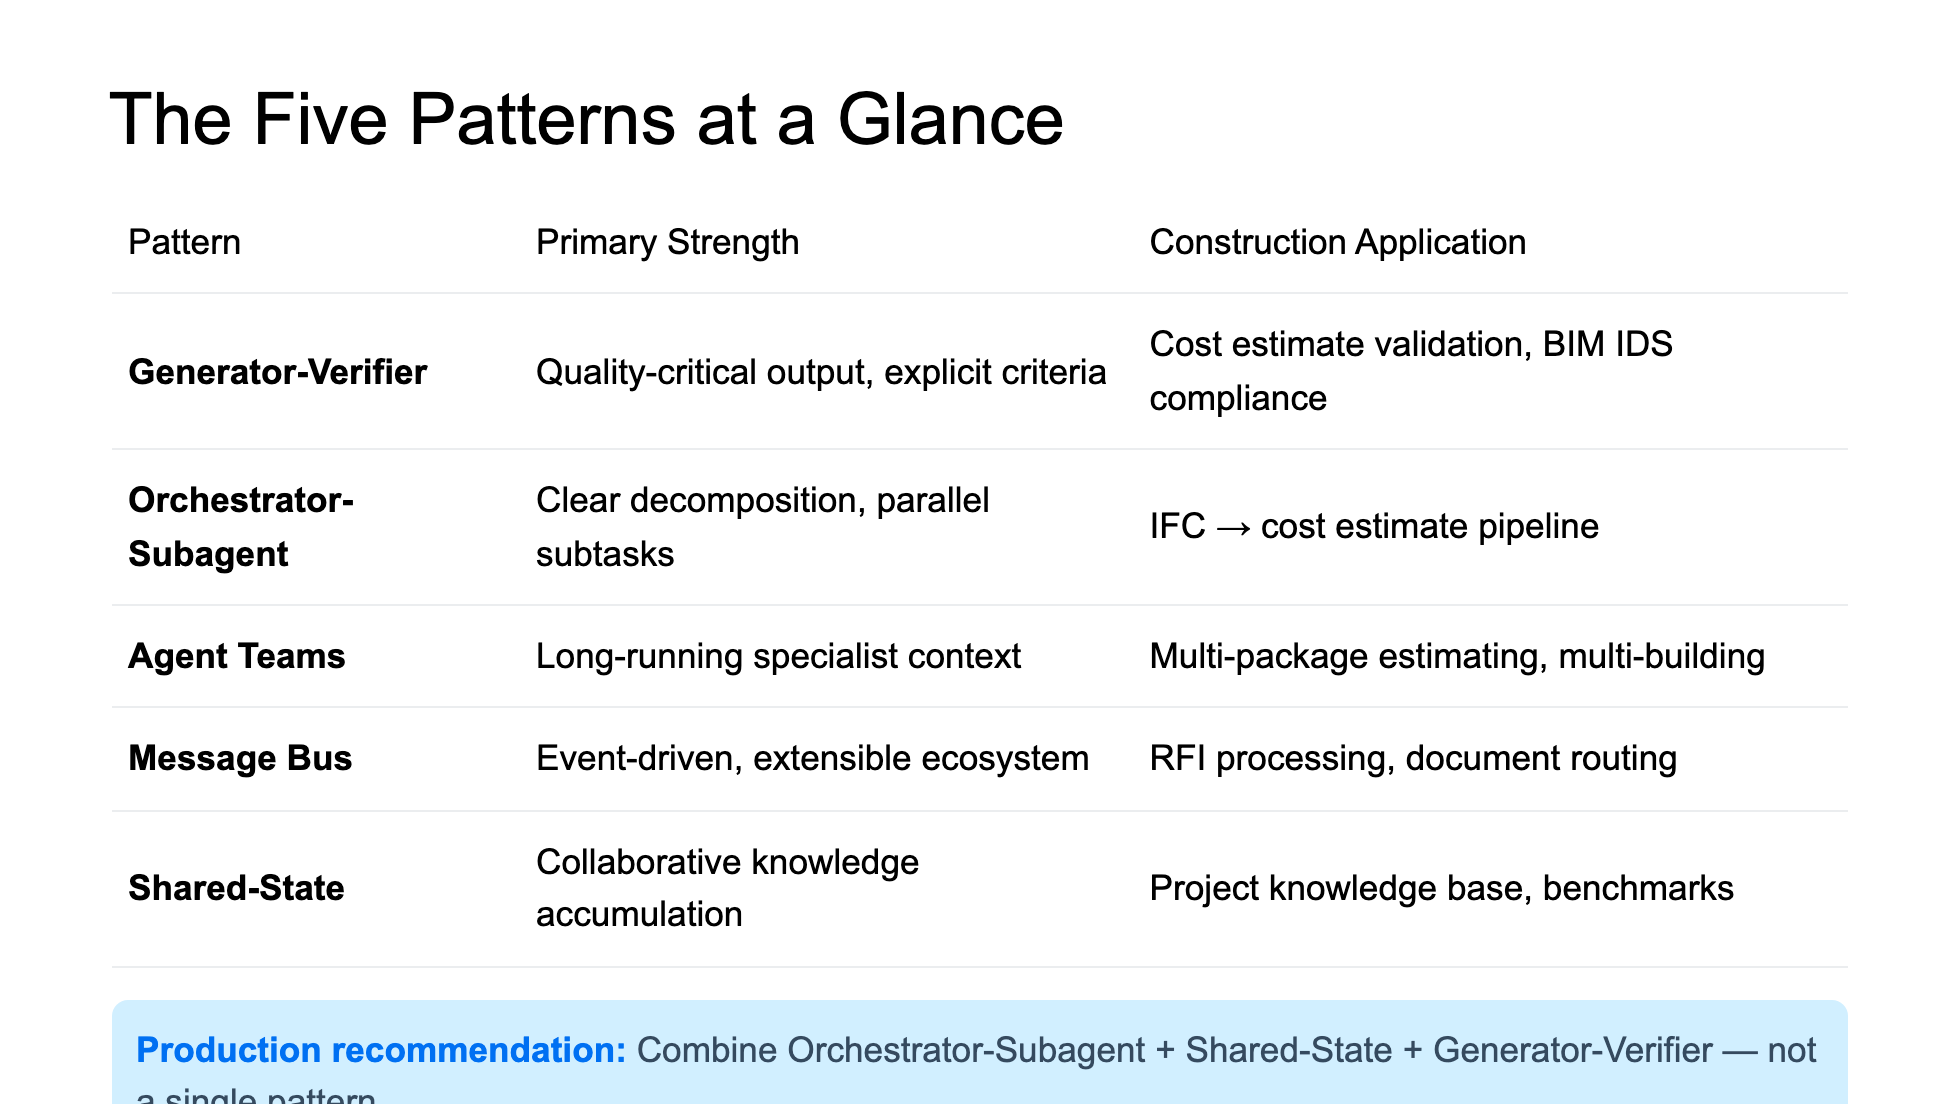 The Five Patterns at a Glance
Pattern Primary Strength Construction Application
Generator-Verifier Quality-critical output, explicit criteria Cost estimate validation, BIM IDS
compliance
Orchestrator- Clear decomposition, parallel
Subagent subtasks IFC → cost estimate pipeline
Agent Teams Long-running specialist context Multi-package estimating, multi-building
Message Bus Event-driven, extensible ecosystem RFI processing, document routing
Shared-State Collaborative knowledge
accumulation Project knowledge base, benchmarks
Production recommendation: Combine Orchestrator-Subagent + Shared-State + Generator-Verifier — not
a single pattern